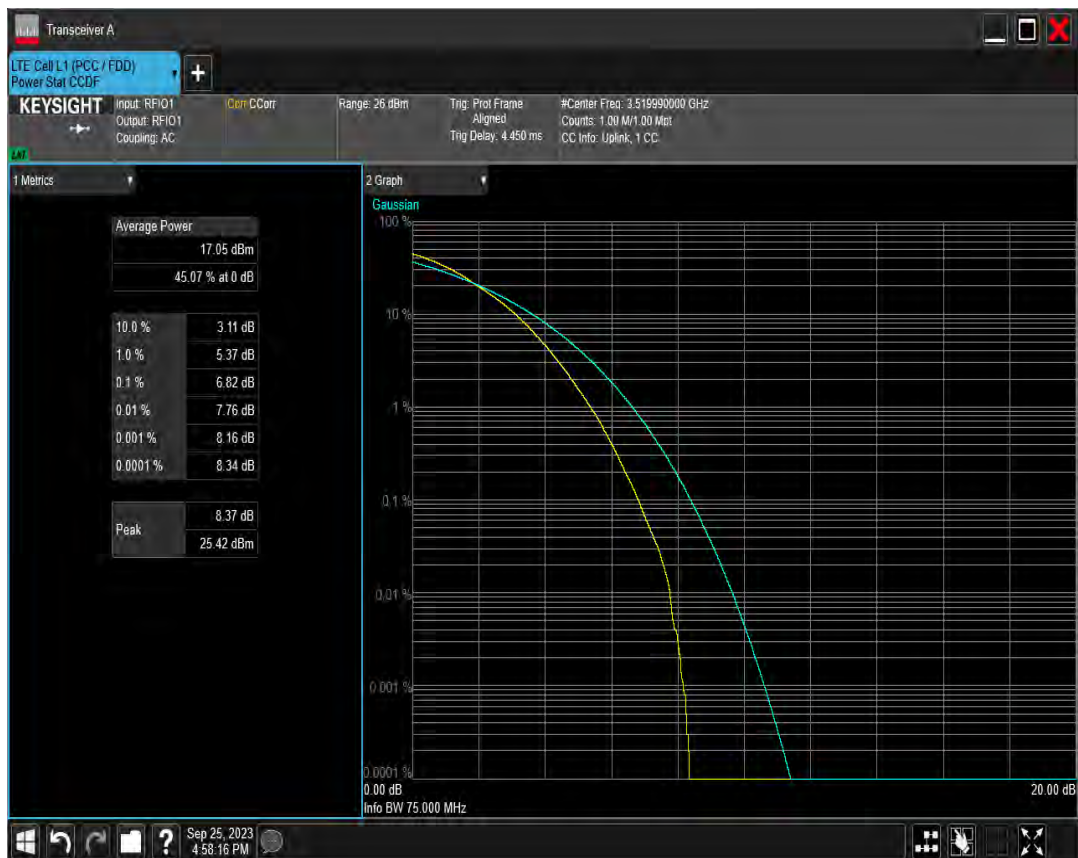 Transceiver A
LTE Cell L1 (PCC / FDD)
Power Stat CCDF
+
KEYSIGHT
Input: RFIO1
Output: RFIO1
Coupling: AC
Corr CCorr
Range: 26 dBm
Trig: Prot Frame
Aligned
Trig Delay: 4.450 ms
#Center Freq: 3.519990000 GHz
Counts: 1.00 M/1.00 Mpt
CC Info: Uplink, 1 CC
LXI
1 Metrics
Average Power
17.05 dBm
45.07 % at 0 dB
10.0 % 3.11 dB
1.0 % 5.37 dB
0.1 % 6.82 dB
0.01 % 7.76 dB
0.001 % 8.16 dB
0.0001 % 8.34 dB
Peak
8.37 dB
25.42 dBm
2 Graph
Gaussian
100 %
10 %
1 %
0.1 %
0.01 %
0.001 %
0.0001 %
0.00 dB 20.00 dB
Info BW 75.000 MHz
?
Sep 25, 2023
4:58:16 PM